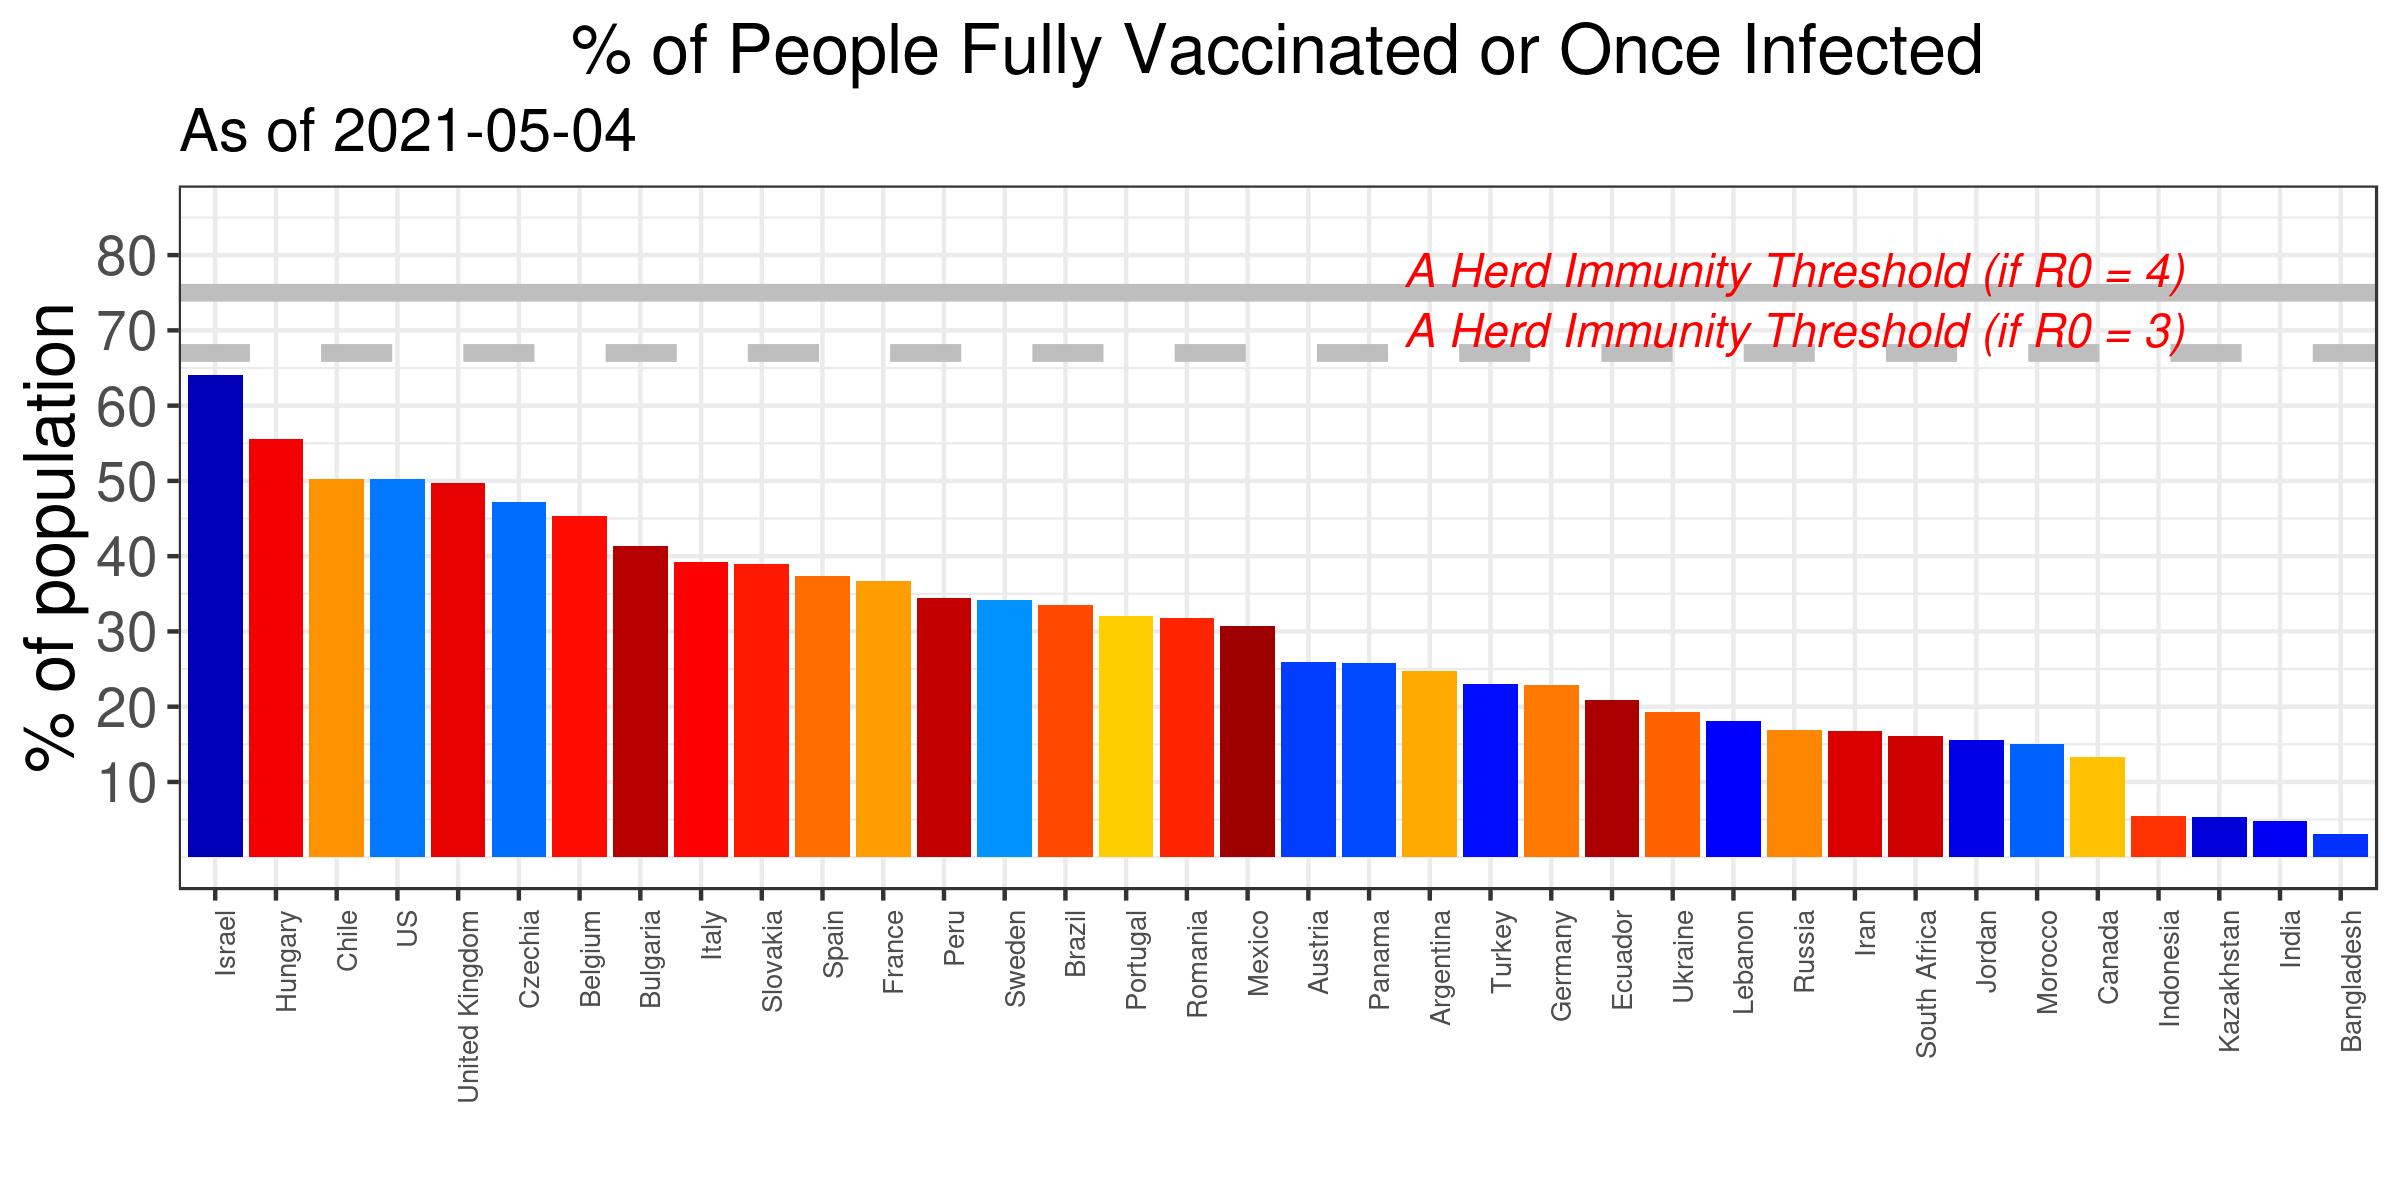 % of People Fully Vaccinated or Once Infected
As of 2021-05-04
% of population
80
70
60
50
40
30
20
10
A Herd Immunity Threshold (if R0 = 4)
A Herd Immunity Threshold (if R0 = 3)
Israel
Hungary
Chile
US
United Kingdom
Czechia
Belgium
Bulgaria
Italy
Slovakia
Spain
France
Peru
Sweden
Brazil
Portugal
Romania
Mexico
Austria
Panama
Argentina
Turkey
Germany
Ecuador
Ukraine
Lebanon
Russia
Iran
South Africa
Jordan
Morocco
Canada
Indonesia
Kazakhstan
India
Bangladesh